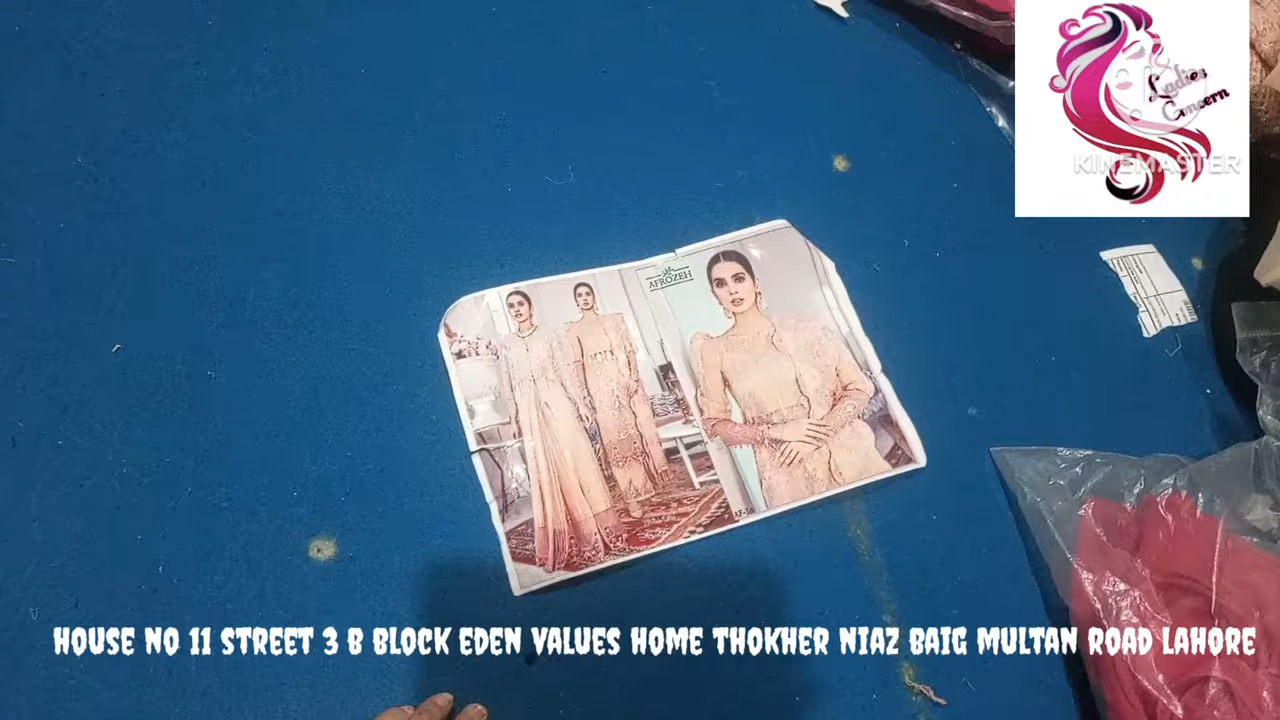 Ladies
Concern
KINEMASTER
AFROZEH
HOUSE NO 11 STREET 3 B BLOCK EDEN VALUES HOME THOKHER NIAZ BAIG MULTAN ROAD LAHORE